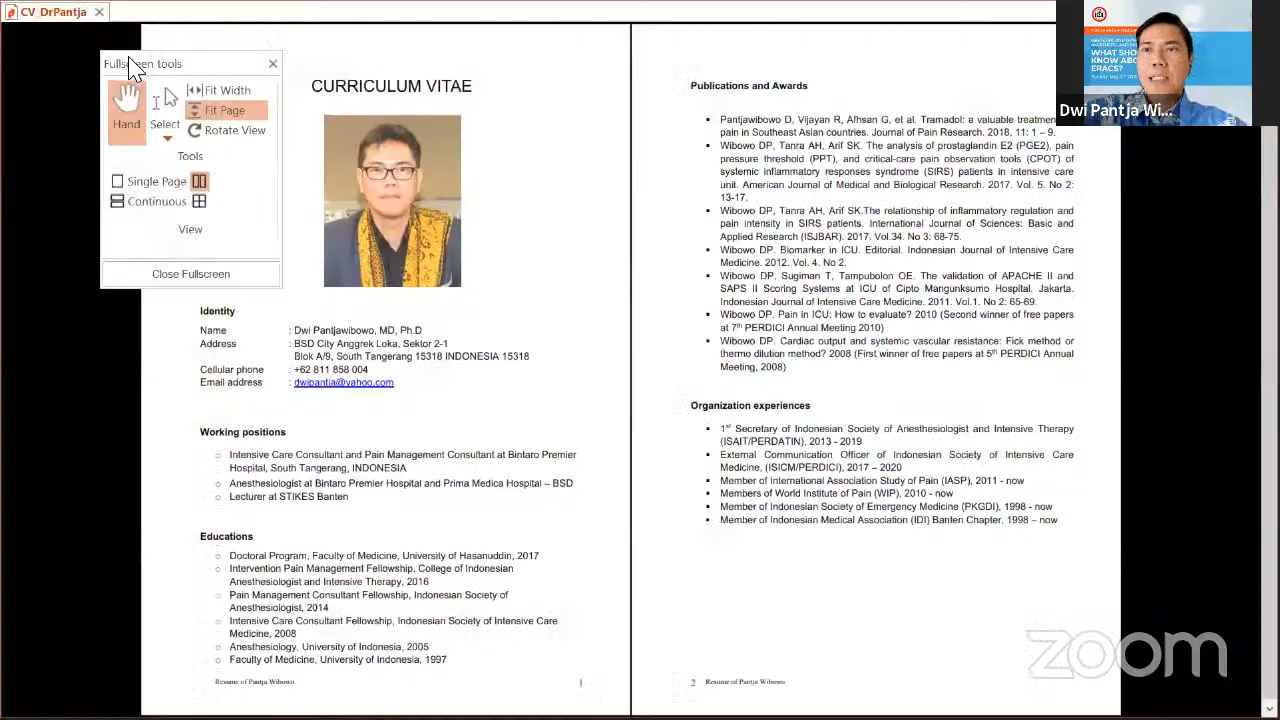 CV_DrPantja
Fullscreen tools
Hand
Select
Fit Width
Fit Page
Rotate View
Tools
Single Page
Continuous
View
Close Fullscreen
CURRICULUM VITAE
Identity
Name : Dwi Pantjawibowo, MD, Ph.D
Address : BSD City Anggrek Loka, Sektor 2-1
Blok A/9, South Tangerang 15318 INDONESIA 15318
Cellular phone : +62 811 858 004
Email address : dwipantja@yahoo.com
Working positions
Intensive Care Consultant and Pain Management Consultant at Bintaro Premier
Hospital, South Tangerang, INDONESIA
Anesthesiologist at Bintaro Premier Hospital and Prima Medica Hospital – BSD
Lecturer at STIKES Banten
Educations
Doctoral Program, Faculty of Medicine, University of Hasanuddin, 2017
Intervention Pain Management Fellowship, College of Indonesian
Anesthesiologist and Intensive Therapy, 2016
Pain Management Consultant Fellowship, Indonesian Society of
Anesthesiologist, 2014
Intensive Care Consultant Fellowship, Indonesian Society of Intensive Care
Medicine, 2008
Anesthesiology, University of Indonesia, 2005
Faculty of Medicine, University of Indonesia, 1997
Resume of Pantja Wibowo
Publications and Awards
Pantjawibowo D, Vijayan R, Afhsan G, et al. Tramadol: a valuable treatment
pain in Southeast Asian countries. Journal of Pain Research. 2018, 11: 1 – 9.
Wibowo DP, Tanra AH, Arif SK. The analysis of prostaglandin E2 (PGE2), pain
pressure threshold (PPT), and critical-care pain observation tools (CPOT) of
systemic inflammatory responses syndrome (SIRS) patients in intensive care
unit. American Journal of Medical and Biological Research. 2017. Vol. 5. No 2:
13-17.
Wibowo DP, Tanra AH, Arif SK.The relationship of inflammatory regulation and
pain intensity in SIRS patients. International Journal of Sciences: Basic and
Applied Research (ISJBAR). 2017. Vol.34. No 3: 68-75.
Wibowo DP. Biomarker in ICU. Editorial. Indonesian Journal of Intensive Care
Medicine. 2012. Vol. 4. No 2.
Wibowo DP, Sugiman T, Tampubolon OE. The validation of APACHE II and
SAPS II Scoring Systems at ICU of Cipto Mangunksumo Hospital. Jakarta.
Indonesian Journal of Intensive Care Medicine. 2011. Vol.1. No 2: 65-69.
Wibowo DP. Pain in ICU: How to evaluate? 2010 (Second winner of free papers
at 7th PERDICI Annual Meeting 2010)
Wibowo DP. Cardiac output and systemic vascular resistance: Fick method or
thermo dilution method? 2008 (First winner of free papers at 5th PERDICI Annual
Meeting, 2008)
Organization experiences
1st Secretary of Indonesian Society of Anesthesiologist and Intensive Therapy
(ISAIT/PERDATIN), 2013 - 2019
External Communication Officer of Indonesian Society of Intensive Care
Medicine, (ISICM/PERDICI), 2017 – 2020
Member of International Association Study of Pain (IASP), 2011 - now
Members of World Institute of Pain (WIP), 2010 - now
Member of Indonesian Society of Emergency Medicine (PKGDI), 1998 - now
Member of Indonesian Medical Association (IDI) Banten Chapter, 1998 – now
2 Resume of Pantja Wibowo
WHAT SHO
KNOW ABO
ERACS?
Dwi Pantja Wi...
zoom